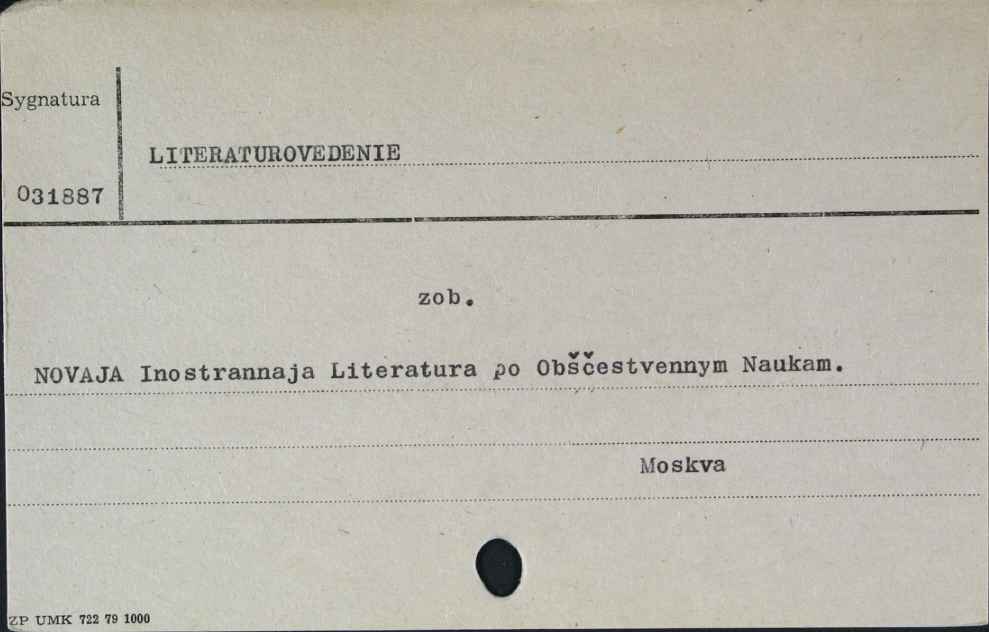 Sygnatura
LITERATUROVEDENIE
031887
zob.
NOVAJA Inostrannaja Literatura po Obščestvennym Naukam.
Moskva
ZP UMK 722 79 1000